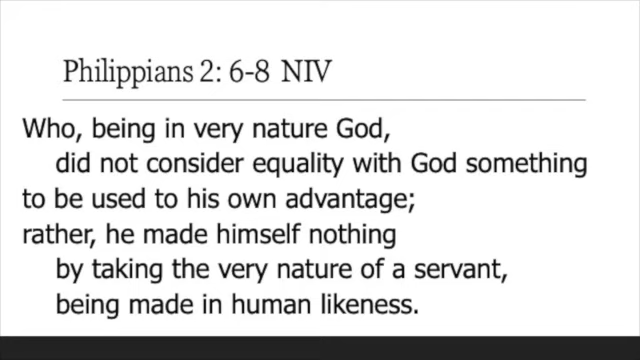 Philippians 2: 6-8 NIV
Who, being in very nature God,
did not consider equality with God something
to be used to his own advantage;
rather, he made himself nothing
by taking the very nature of a servant,
being made in human likeness.